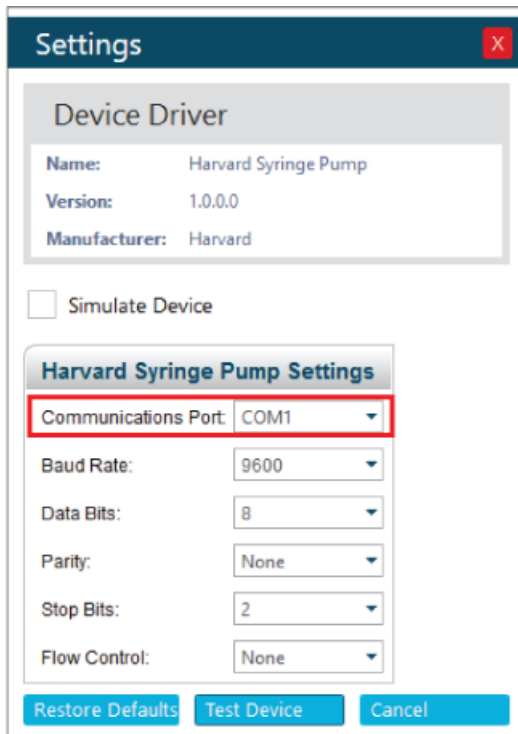 Settings X
Device Driver
Name: Harvard Syringe Pump
Version: 1.0.0.0
Manufacturer: Harvard
Simulate Device
Harvard Syringe Pump Settings
Communications Port: COM1
Baud Rate: 9600
Data Bits: 8
Parity: None
Stop Bits: 2
Flow Control: None
Restore Defaults Test Device Cancel